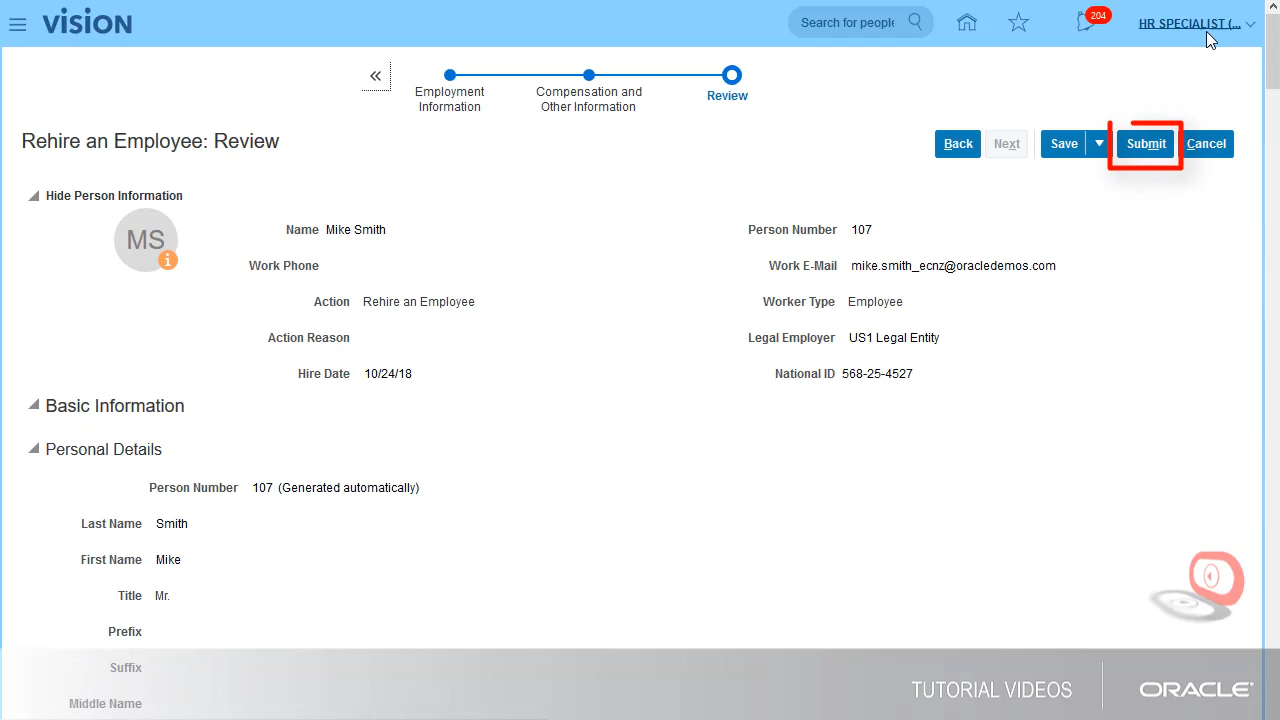 vision
Search for people
204
HR SPECIALIST (...
Employment
Information
Compensation and
Other Information
Review
Rehire an Employee: Review
Back
Next
Save
Submit
Cancel
Hide Person Information
MS
i
Name Mike Smith
Person Number 107
Work Phone
Work E-Mail mike.smith_ecnz@oracledemos.com
Action Rehire an Employee
Worker Type Employee
Action Reason
Legal Employer US1 Legal Entity
Hire Date 10/24/18
National ID 568-25-4527
Basic Information
Personal Details
Person Number 107 (Generated automatically)
Last Name Smith
First Name Mike
Title Mr.
Prefix
Suffix
Middle Name
TUTORIAL VIDEOS
ORACLE